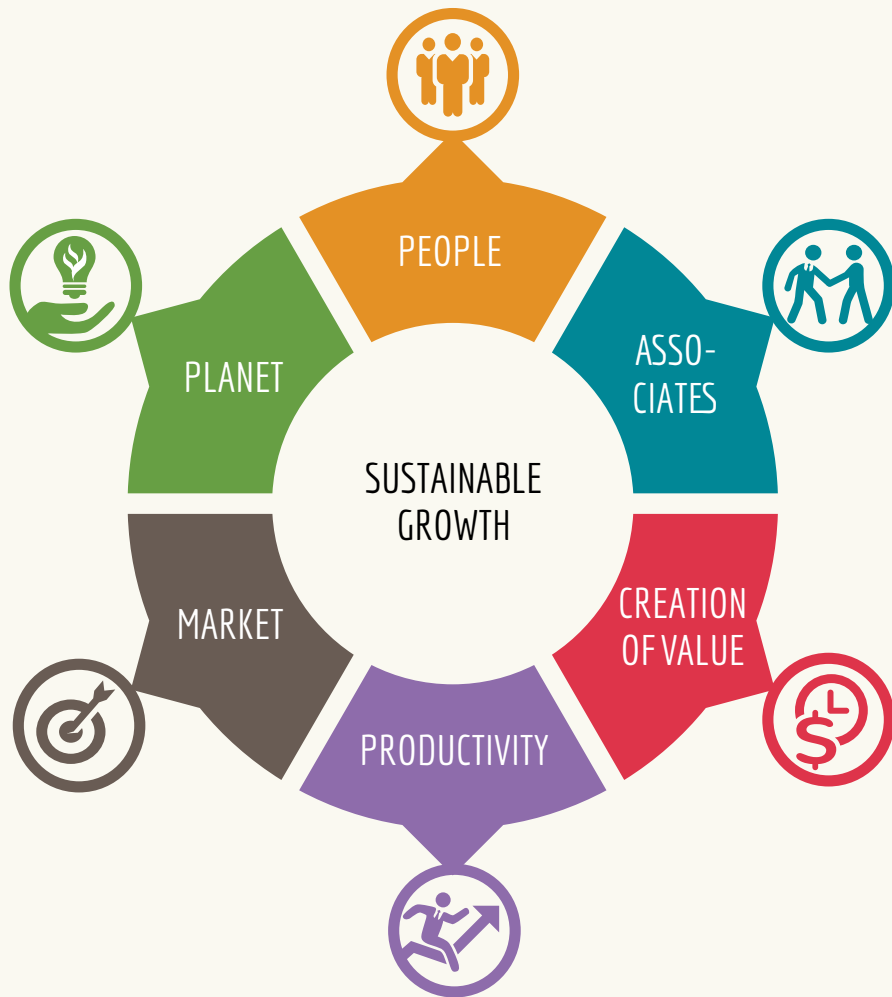 PEOPLE
ASSO-
CIATES
PLANET
SUSTAINABLE
GROWTH
CREATION
OF VALUE
MARKET
PRODUCTIVITY